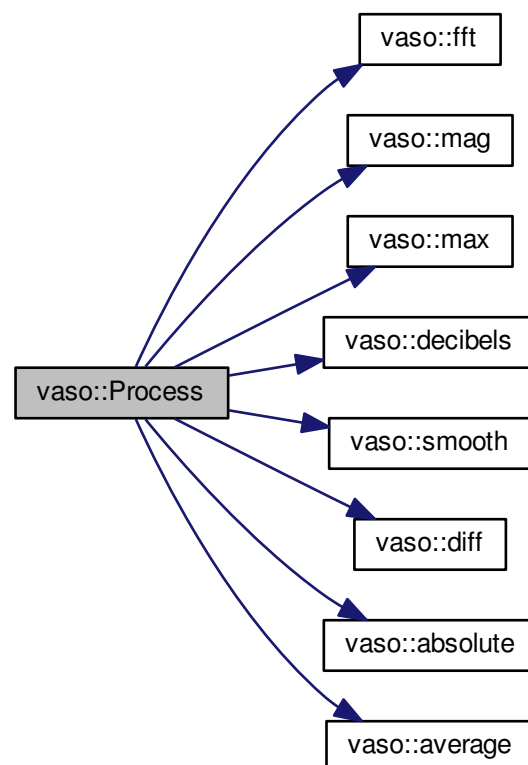 vaso::fft
vaso::mag
vaso::max
vaso::decibels
vaso::Process
vaso::smooth
vaso::diff
vaso::absolute
vaso::average